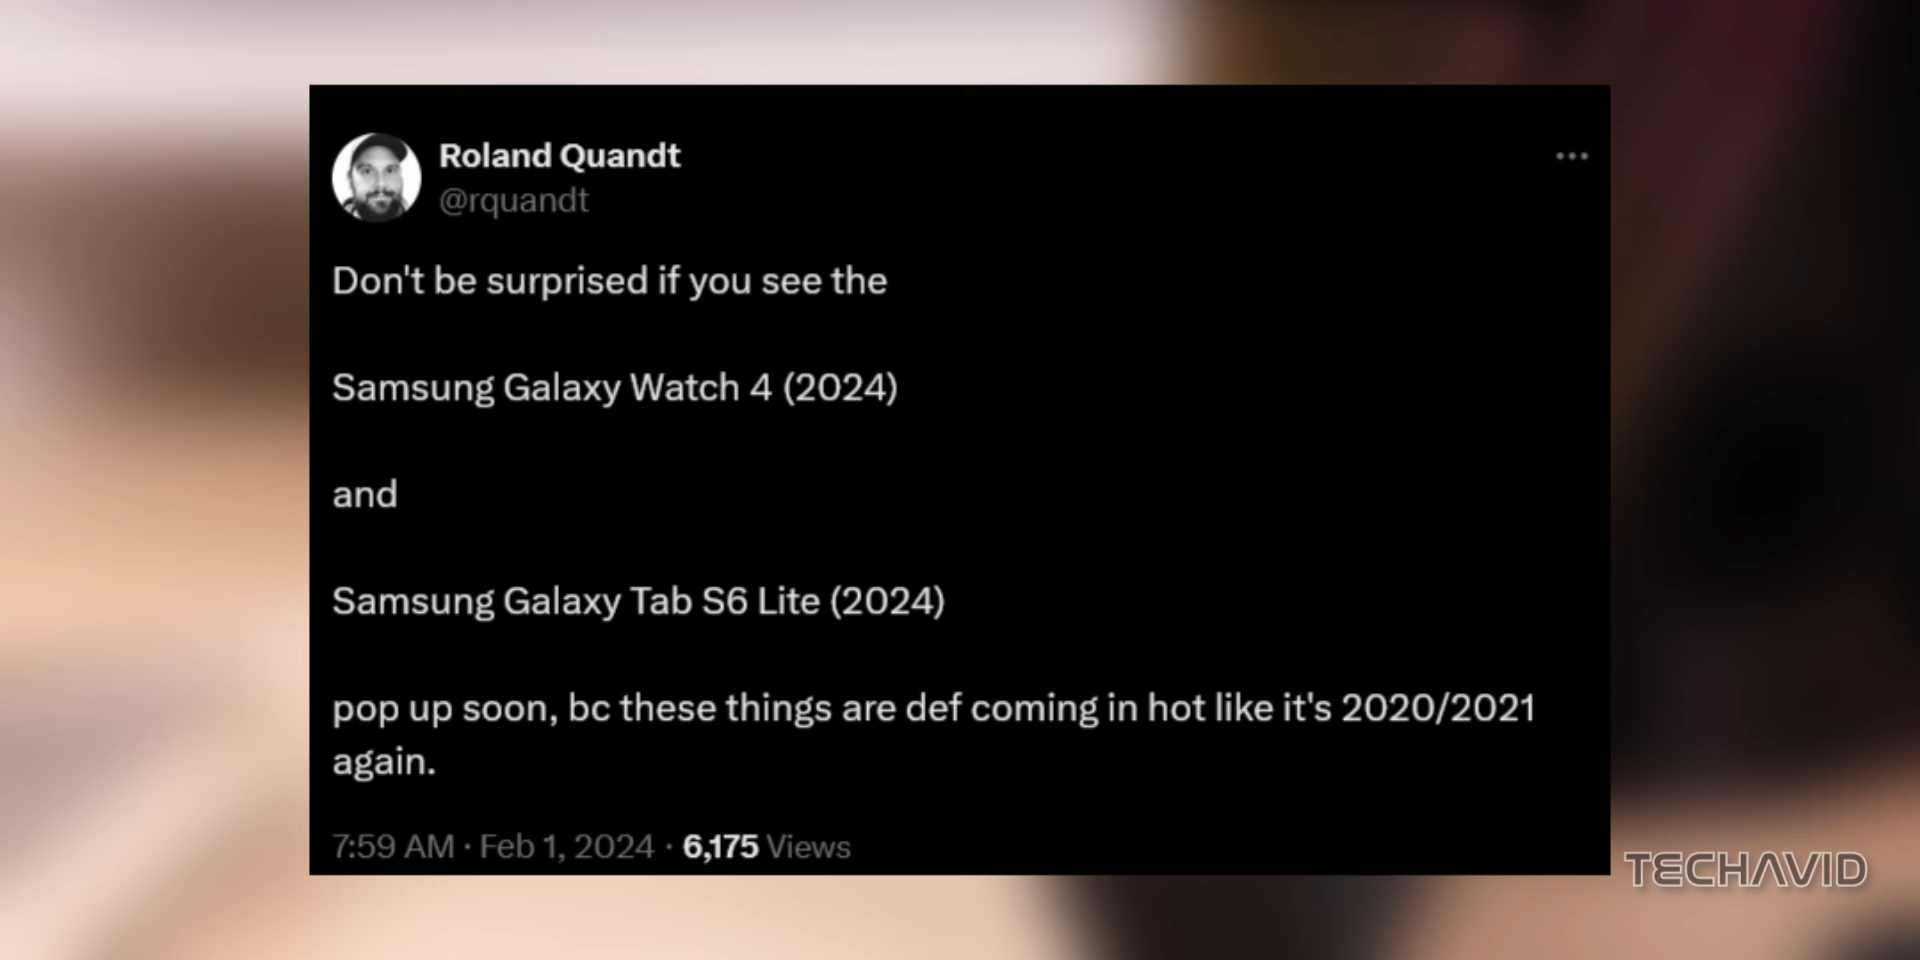 Roland Quandt
@rquandt
Don't be surprised if you see the
Samsung Galaxy Watch 4 (2024)
and
Samsung Galaxy Tab S6 Lite (2024)
pop up soon, bc these things are def coming in hot like it's 2020/2021
again.
7:59 AM · Feb 1, 2024 · 6,175 Views
TECHAVID